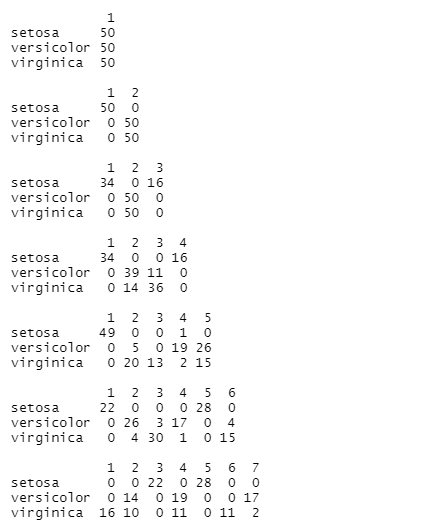 1
setosa 50
versicolor 50
virginica 50
1 2
setosa 50 0
versicolor 0 50
virginica 0 50
1 2 3
setosa 34 0 16
versicolor 0 50 0
virginica 0 50 0
1 2 3 4
setosa 34 0 0 16
versicolor 0 39 11 0
virginica 0 14 36 0
1 2 3 4 5
setosa 49 0 0 1 0
versicolor 0 5 0 19 26
virginica 0 20 13 2 15
1 2 3 4 5 6
setosa 22 0 0 0 28 0
versicolor 0 26 3 17 0 4
virginica 0 4 30 1 0 15
1 2 3 4 5 6 7
setosa 0 0 22 0 28 0 0
versicolor 0 14 0 19 0 0 17
virginica 16 10 0 11 0 11 2